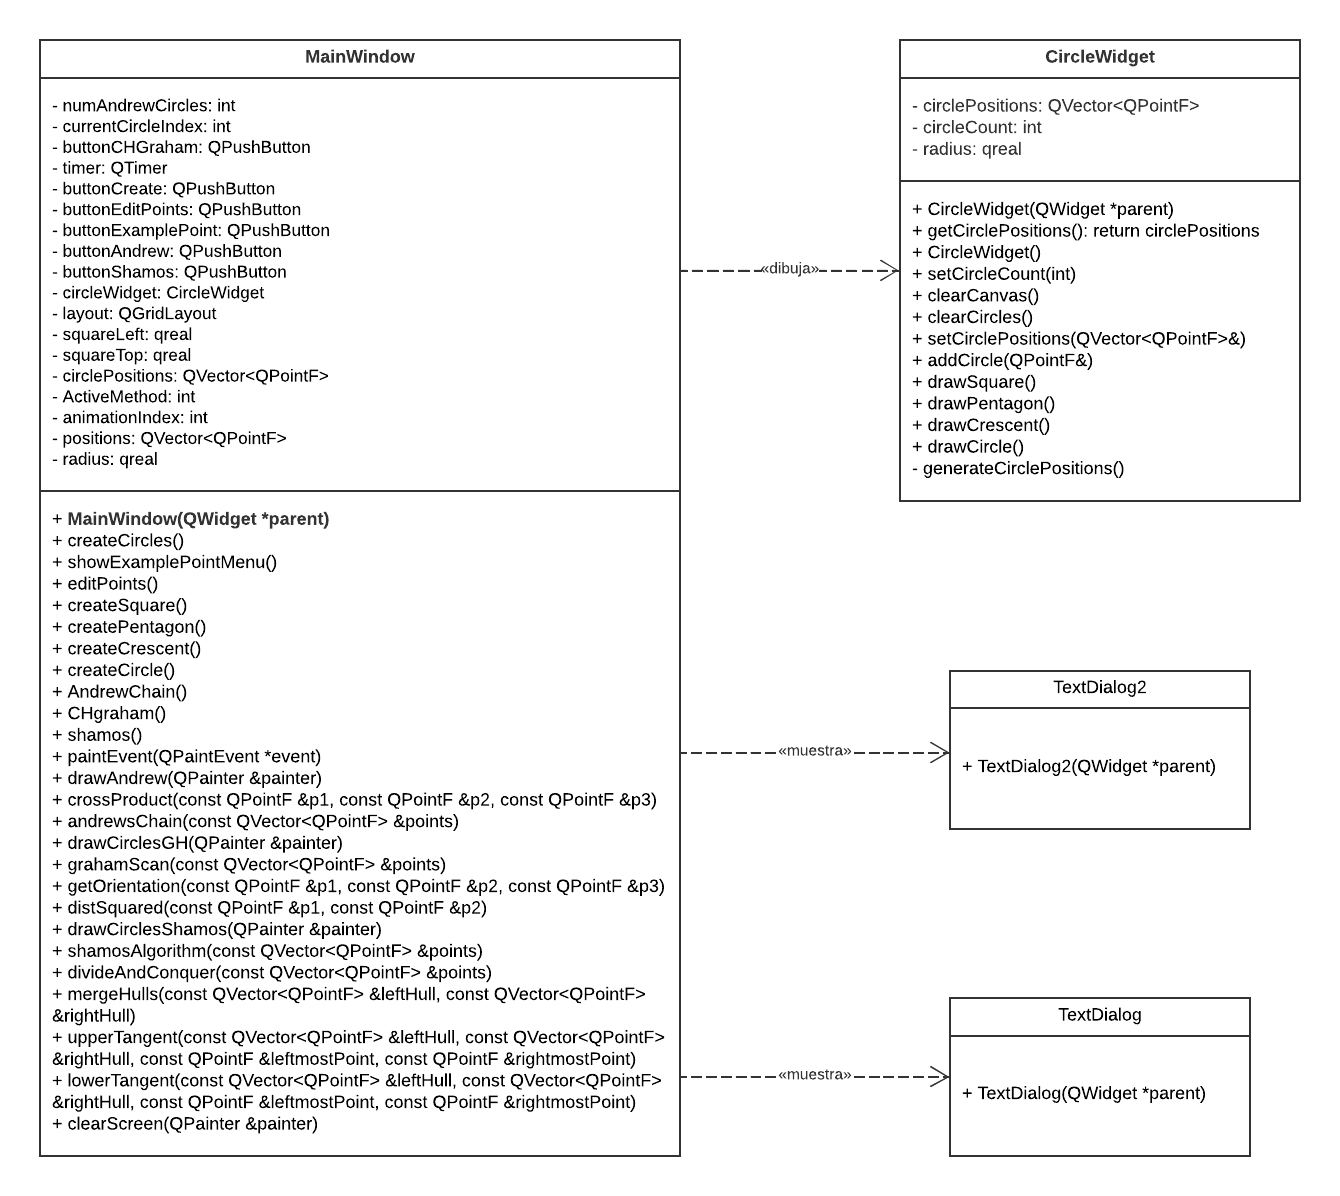 MainWindow
- numAndrewCircles: int
- currentCircleIndex: int
- buttonCHGraham: QPushButton
- timer: QTimer
- buttonCreate: QPushButton
- buttonEditPoints: QPushButton
- buttonExamplePoint: QPushButton
- buttonAndrew: QPushButton
- buttonShamos: QPushButton
- circleWidget: CircleWidget
- layout: QGridLayout
- squareLeft: qreal
- squareTop: qreal
- circlePositions: QVector<QPointF>
- ActiveMethod: int
- animationIndex: int
- positions: QVector<QPointF>
- radius: qreal
+ MainWindow(QWidget *parent)
+ createCircles()
+ showExamplePointMenu()
+ editPoints()
+ createSquare()
+ createPentagon()
+ createCrescent()
+ createCircle()
+ AndrewChain()
+ CHgraham()
+ shamos()
+ paintEvent(QPaintEvent *event)
+ drawAndrew(QPainter &painter)
+ crossProduct(const QPointF &p1, const QPointF &p2, const QPointF &p3)
+ andrewsChain(const QVector<QPointF> &points)
+ drawCirclesGH(QPainter &painter)
+ grahamScan(const QVector<QPointF> &points)
+ getOrientation(const QPointF &p1, const QPointF &p2, const QPointF &p3)
+ distSquared(const QPointF &p1, const QPointF &p2)
+ drawCirclesShamos(QPainter &painter)
+ shamosAlgorithm(const QVector<QPointF> &points)
+ divideAndConquer(const QVector<QPointF> &points)
+ mergeHulls(const QVector<QPointF> &leftHull, const QVector<QPointF>
&rightHull)
+ upperTangent(const QVector<QPointF> &leftHull, const QVector<QPointF>
&rightHull, const QPointF &leftmostPoint, const QPointF &rightmostPoint)
+ lowerTangent(const QVector<QPointF> &leftHull, const QVector<QPointF>
&rightHull, const QPointF &leftmostPoint, const QPointF &rightmostPoint)
+ clearScreen(QPainter &painter)
«dibuja»
CircleWidget
- circlePositions: QVector<QPointF>
- circleCount: int
- radius: qreal
+ CircleWidget(QWidget *parent)
+ getCirclePositions(): return circlePositions
+ CircleWidget()
+ setCircleCount(int)
+ clearCanvas()
+ clearCircles()
+ setCirclePositions(QVector<QPointF>&)
+ addCircle(QPointF&)
+ drawSquare()
+ drawPentagon()
+ drawCrescent()
+ drawCircle()
- generateCirclePositions()
«muestra»
TextDialog2
+ TextDialog2(QWidget *parent)
«muestra»
TextDialog
+ TextDialog(QWidget *parent)